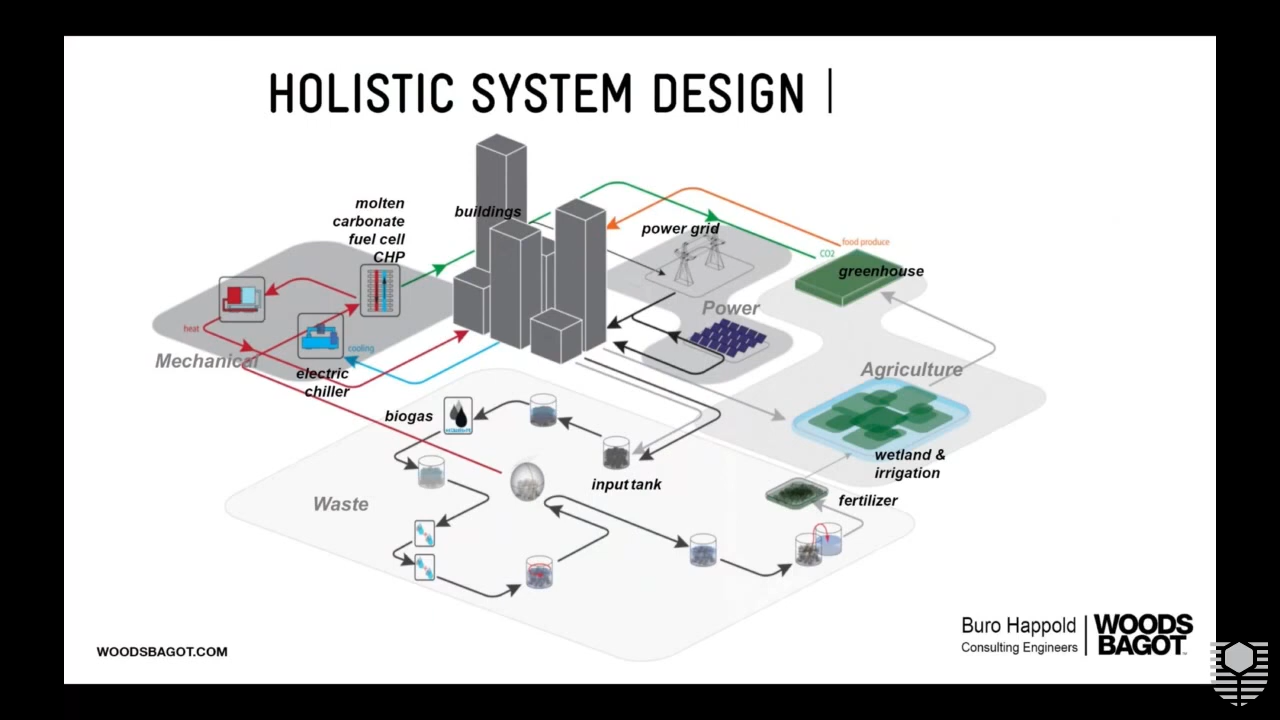 HOLISTIC SYSTEM DESIGN |
molten
carbonate
fuel cell
CHP
buildings
power grid
food produce
CO2
greenhouse
Power
heat
Mechanical
cooling
electric
chiller
Agriculture
biogas
wetland &
irrigation
input tank
Waste
fertilizer
WOODSBAGOT.COM
Buro Happold
Consulting Engineers
WOODS
BAGOT